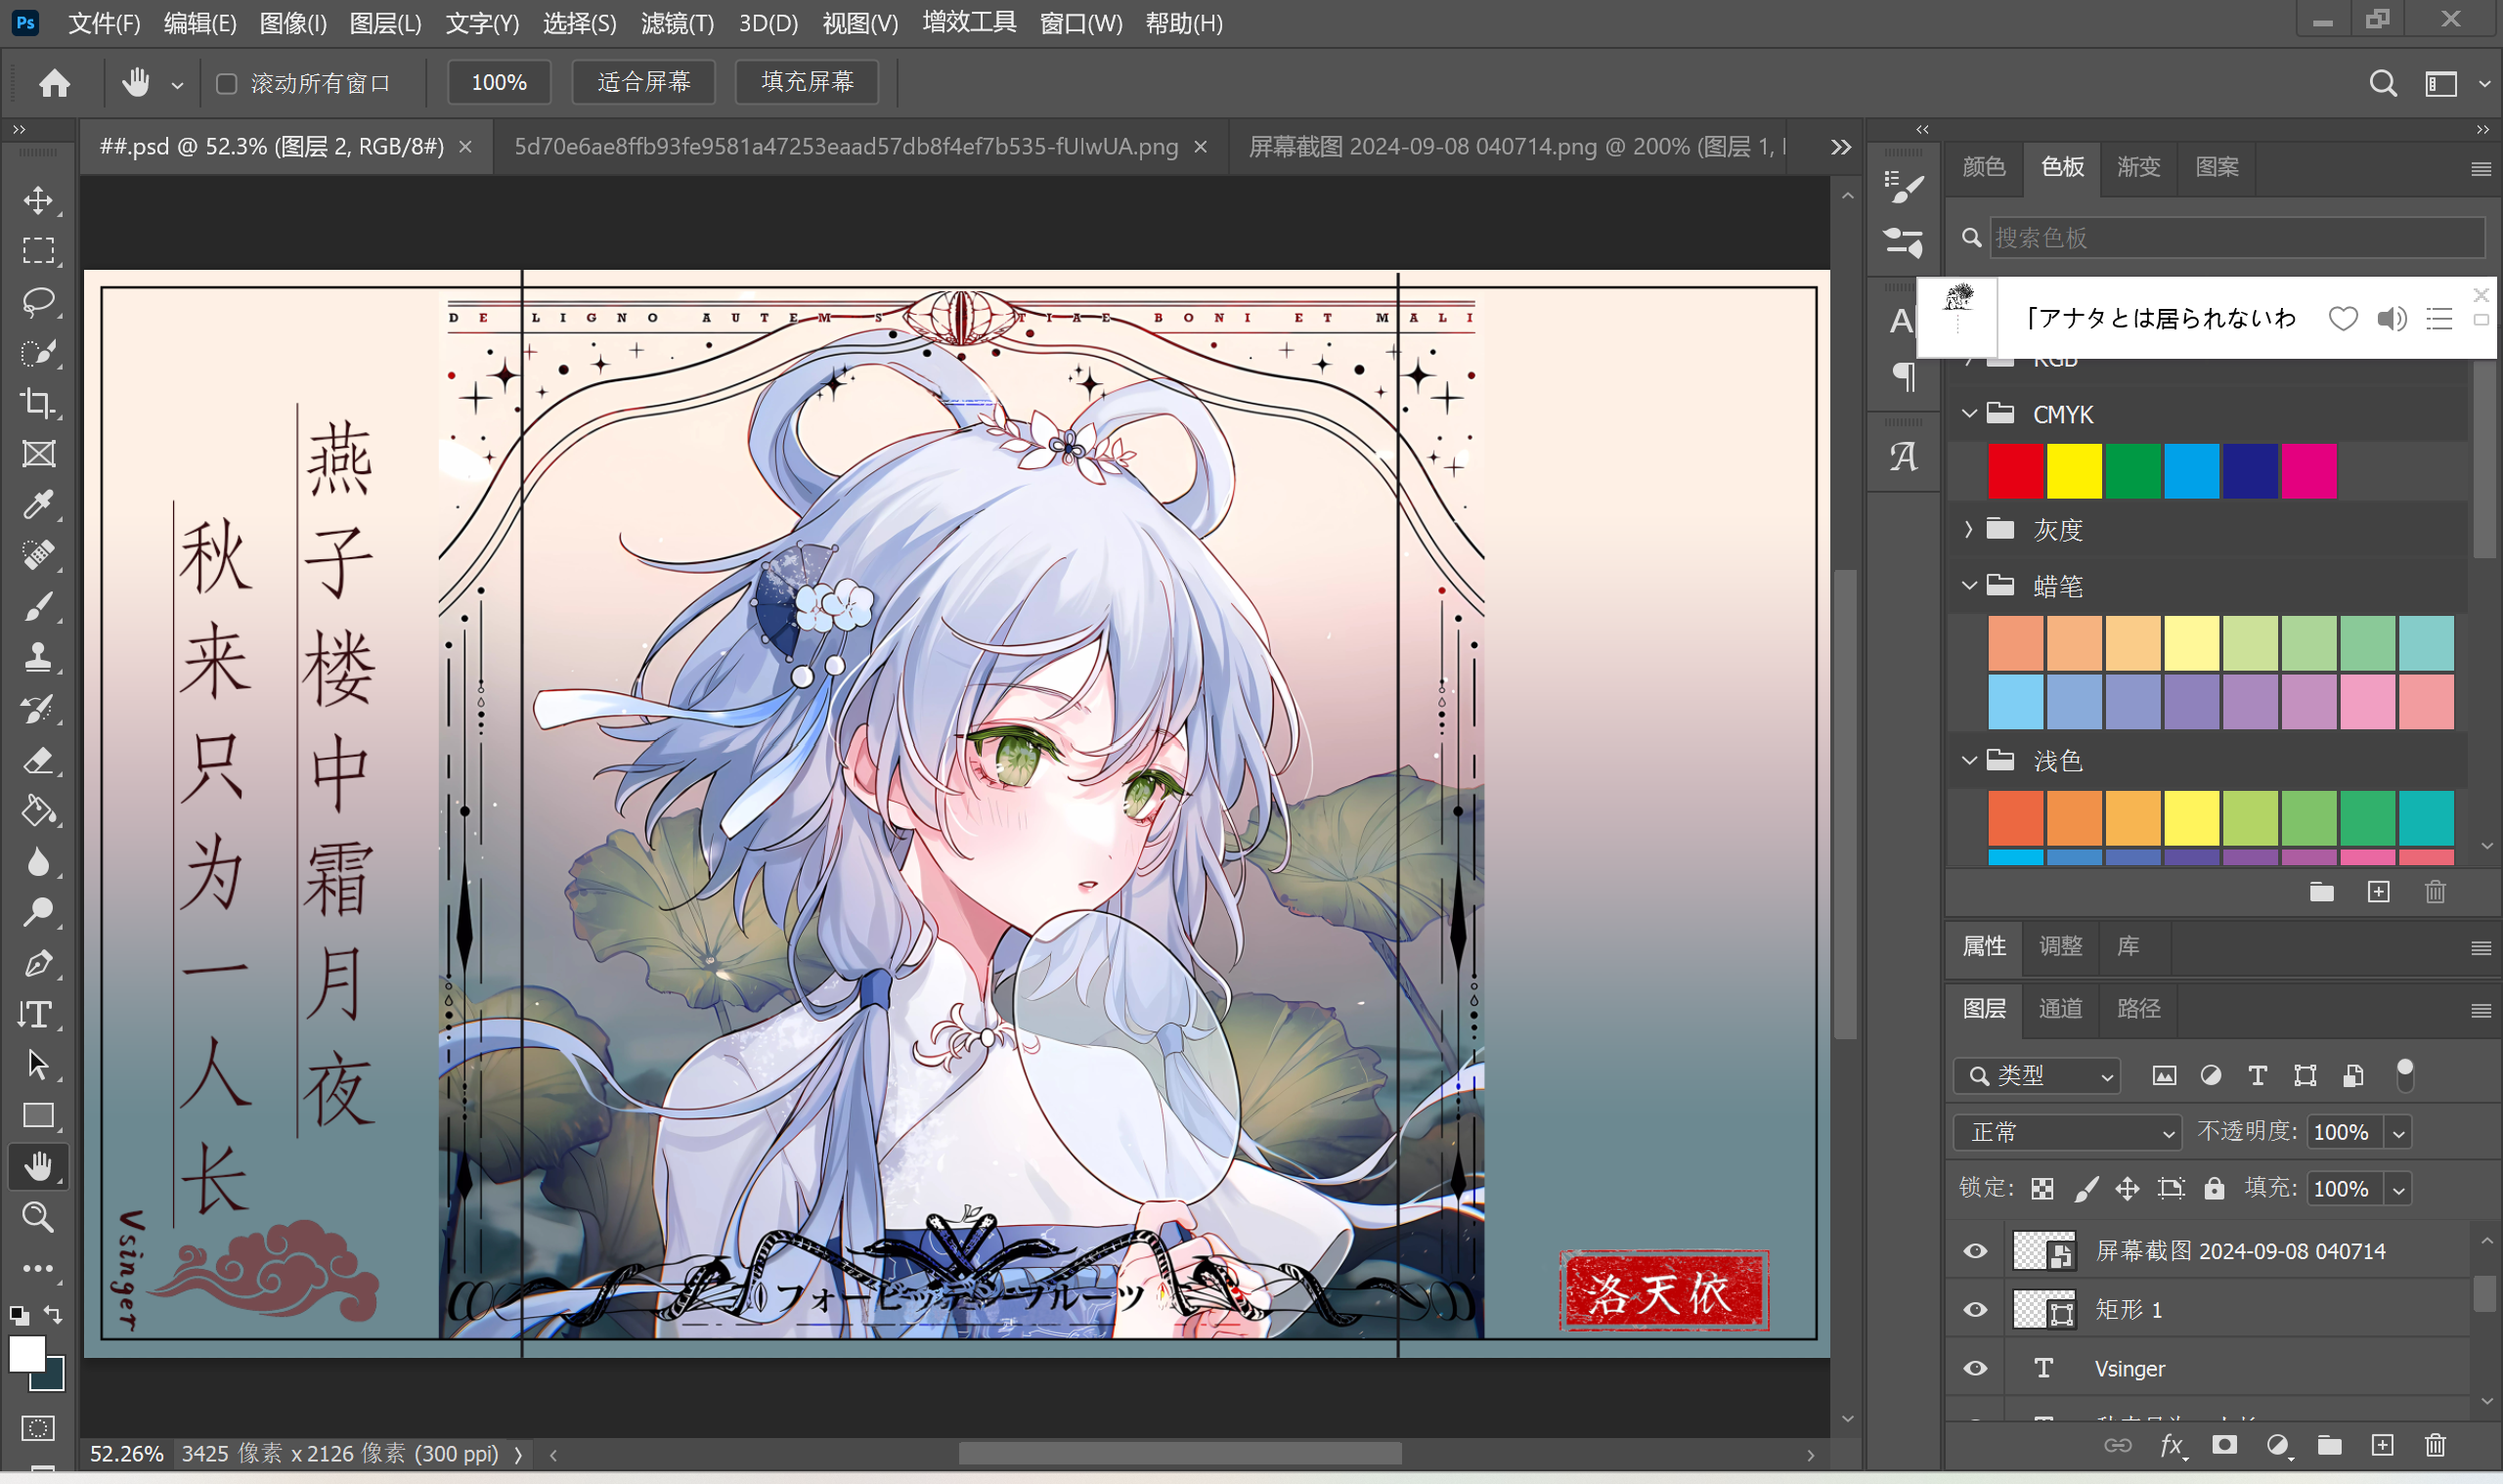 文件(F) 编辑(E) 图像(I) 图层(L) 文字(Y) 选择(S) 滤镜(T) 3D(D) 视图(V) 增效工具 窗口(W) 帮助(H)
滚动所有窗口 100% 适合屏幕 填充屏幕
##.psd @ 52.3% (图层 2, RGB/8#) 5d70e6ae8ffb93fe9581a47253eaad57db8f4ef7b535-fUlwUA.png 屏幕截图 2024-09-08 040714.png @ 200% (图层 1,
颜色 色板 渐变 图案
搜索色板
「アナタとは居られないわ
RGB
CMYK
灰度
蜡笔
浅色
DE LIGNO AUTEM S TIAE BONI ET MALI
燕子楼中霜月夜
秋来只为一人长
Vsinger
フォービッデンフルーツ
洛天依
属性 调整 库
图层 通道 路径
类型
正常 不透明度: 100%
锁定: 填充: 100%
屏幕截图 2024-09-08 040714
矩形 1
Vsinger
52.26% 3425 像素 x 2126 像素 (300 ppi)